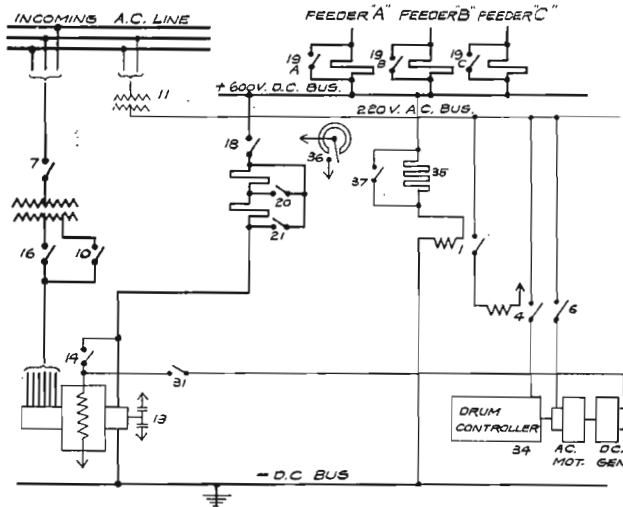 INCOMING A.C. LINE
FEEDER "A" FEEDER "B" FEEDER "C"
19 A
19 B
19 C
+600V. D.C. BUS.
11
220 V. A.C. BUS.
7
18
36
37
35
20
21
16
10
1
4
6
14
31
13
DRUM CONTROLLER
34
A.C. MOT.
D.C. GEN
- D.C BUS